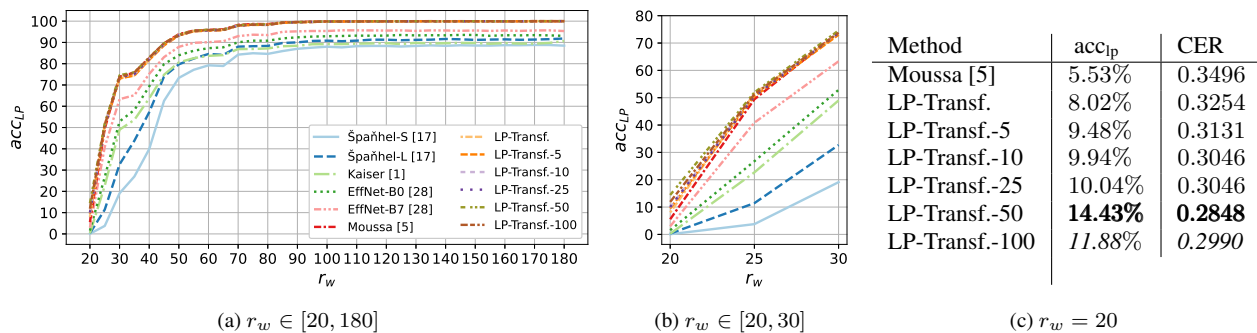 100
90
80
70
60
50
40
30
20
10
0
acc_LP
Špaňhel-S [17]
Špaňhel-L [17]
Kaiser [1]
EffNet-B0 [28]
EffNet-B7 [28]
Moussa [5]
LP-Transf.
LP-Transf.-5
LP-Transf.-10
LP-Transf.-25
LP-Transf.-50
LP-Transf.-100
20 30 40 50 60 70 80 90 100 110 120 130 140 150 160 170 180
r_w
(a) r_w ∈ [20, 180]
80
70
60
50
40
30
20
10
0
acc_LP
20 25 30
r_w
(b) r_w ∈ [20, 30]
Method acc_lp CER
Moussa [5] 5.53% 0.3496
LP-Transf. 8.02% 0.3254
LP-Transf.-5 9.48% 0.3131
LP-Transf.-10 9.94% 0.3046
LP-Transf.-25 10.04% 0.3046
LP-Transf.-50 14.43% 0.2848
LP-Transf.-100 11.88% 0.2990
(c) r_w = 20